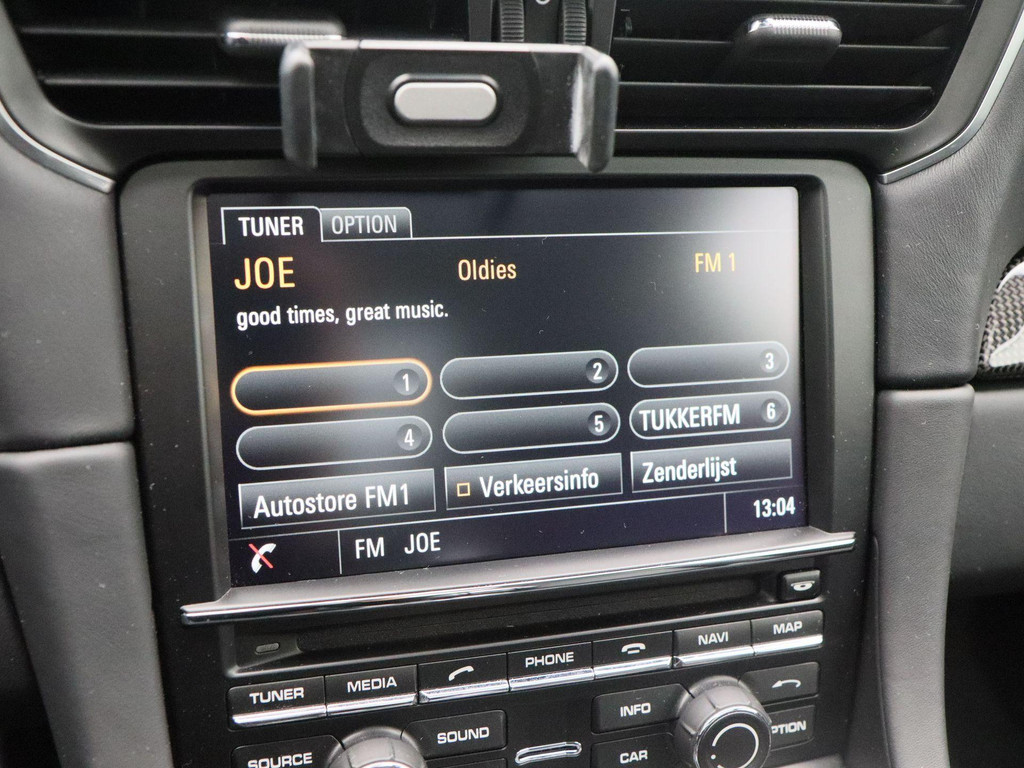 TUNER OPTION
JOE Oldies FM 1
good times, great music.
1 2 3
4 5 TUKKERFM 6
Autostore FM1 Verkeersinfo Zenderlijst
FM JOE 13:04
TUNER MEDIA PHONE NAVI MAP
SOURCE SOUND INFO
CAR PTION